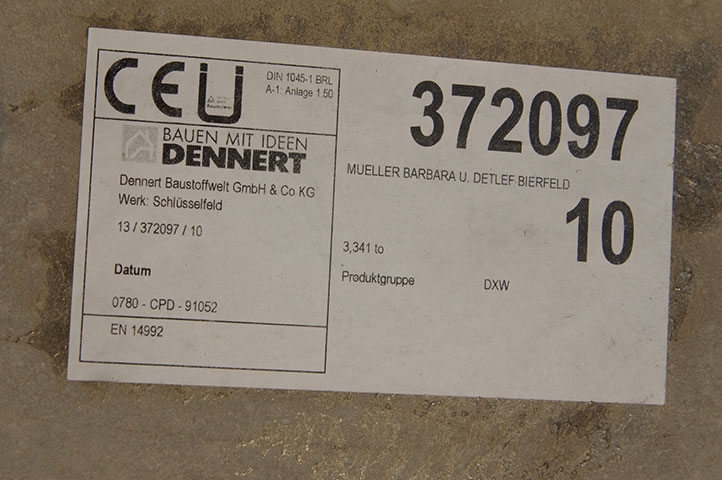 CEÜ
DIN 1045-1 BRL
A-1: Anlage 1.50
BAUEN MIT IDEEN
DENNERT
Dennert Baustoffwelt GmbH & Co KG
Werk: Schlüsselfeld
13 / 372097 / 10
Datum
0780 - CPD - 91052
EN 14992
372097
MUELLER BARBARA U. DETLEF BIERFELD
10
3,341 to
Produktgruppe DXW